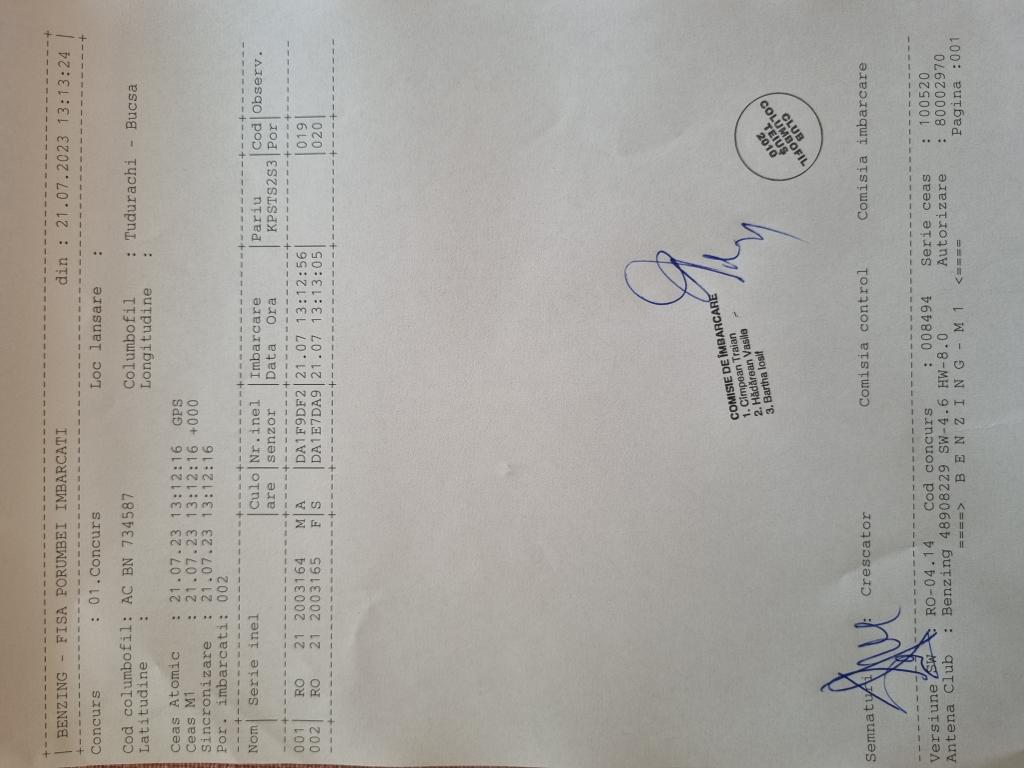 | BENZING - FISA PORUMBEI IMBARCATI din : 21.07.2023 13:13:24 |
Concurs : 01.Concurs Loc lansare :
Cod columbofil: AC BN 734587 Columbofil : Tudurachi - Bucsa
Latitudine : Longitudine :
Ceas Atomic : 21.07.23 13:12:16 GPS
Ceas M1 : 21.07.23 13:12:16 +000
Sincronizare : 21.07.23 13:12:16
Por. imbarcati: 002
Nom| Serie inel |Culo|Nr.inel |Imbarcare |Pariu |Cod|Observ.
|are |senzor |Data Ora | KPSTS2S3|Por|
001| RO 21 2003164 M|A |DA1F9DF2|21.07 13:12:56| |019|
002| RO 21 2003165 F|S |DA1E7DA9|21.07 13:13:05| |020|
CLUB
COLUMBOFIL
TEIUȘ
2010
COMISIE DE ÎMBARCARE
1. Cîmpean Traian
2. Hădărean Vasile
3. Bartha Iosif
Semnaturi: Crescator Comisia control Comisia imbarcare
Versiune SW : RO-04.14 Cod concurs : 008494 Serie ceas : 100520
Antena Club : Benzing 48908229 SW-4.6 HW-8.0 Autorizare : 80002970
====> B E N Z I N G - M 1 <==== Pagina :001